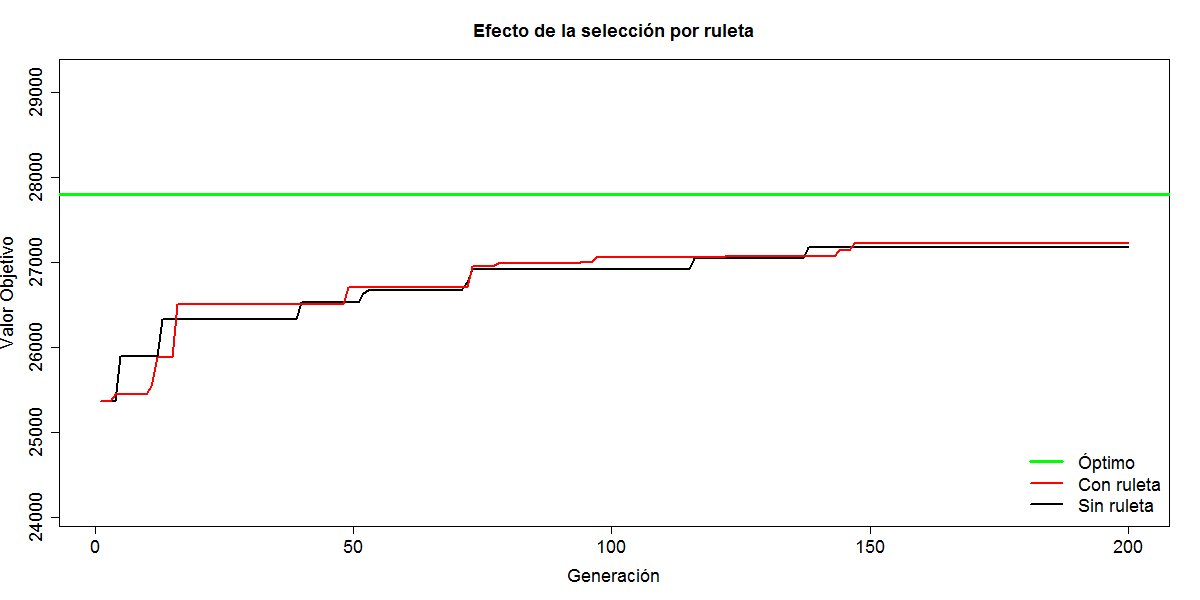 Efecto de la selección por ruleta
29000
28000
27000
26000
25000
24000
Valor Objetivo
0 50 100 150 200
Generación
Óptimo
Con ruleta
Sin ruleta